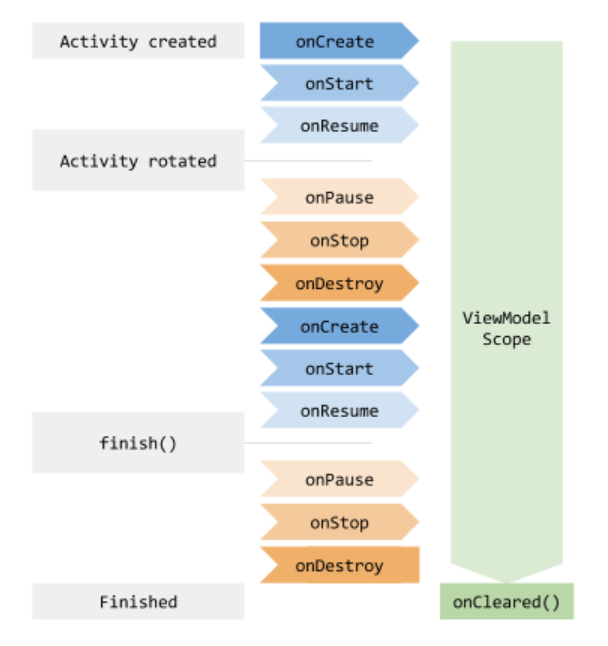 Activity created
onCreate
onStart
onResume
Activity rotated
onPause
onStop
onDestroy
onCreate
onStart
onResume
ViewModel
Scope
finish()
onPause
onStop
onDestroy
Finished
onCleared()